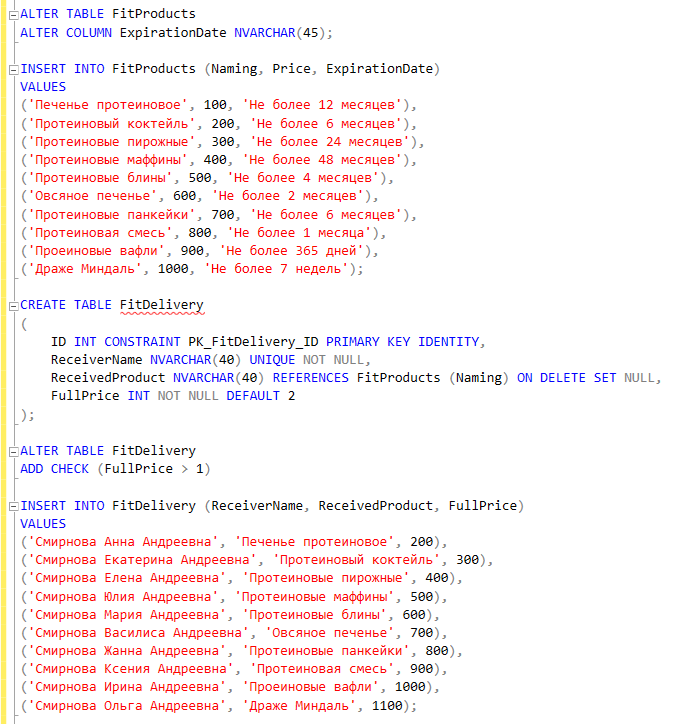 ALTER TABLE FitProducts
ALTER COLUMN ExpirationDate NVARCHAR(45);
INSERT INTO FitProducts (Naming, Price, ExpirationDate)
VALUES
('Печенье протеиновое', 100, 'Не более 12 месяцев'),
('Протеиновый коктейль', 200, 'Не более 6 месяцев'),
('Протеиновые пирожные', 300, 'Не более 24 месяцев'),
('Протеиновые маффины', 400, 'Не более 48 месяцев'),
('Протеиновые блины', 500, 'Не более 4 месяцев'),
('Овсяное печенье', 600, 'Не более 2 месяцев'),
('Протеиновые панкейки', 700, 'Не более 6 месяцев'),
('Протеиновая смесь', 800, 'Не более 1 месяца'),
('Проеиновые вафли', 900, 'Не более 365 дней'),
('Драже Миндаль', 1000, 'Не более 7 недель');
CREATE TABLE FitDelivery
(
ID INT CONSTRAINT PK_FitDelivery_ID PRIMARY KEY IDENTITY,
ReceiverName NVARCHAR(40) UNIQUE NOT NULL,
ReceivedProduct NVARCHAR(40) REFERENCES FitProducts (Naming) ON DELETE SET NULL,
FullPrice INT NOT NULL DEFAULT 2
);
ALTER TABLE FitDelivery
ADD CHECK (FullPrice > 1)
INSERT INTO FitDelivery (ReceiverName, ReceivedProduct, FullPrice)
VALUES
('Смирнова Анна Андреевна', 'Печенье протеиновое', 200),
('Смирнова Екатерина Андреевна', 'Протеиновый коктейль', 300),
('Смирнова Елена Андреевна', 'Протеиновые пирожные', 400),
('Смирнова Юлия Андреевна', 'Протеиновые маффины', 500),
('Смирнова Мария Андреевна', 'Протеиновые блины', 600),
('Смирнова Василиса Андреевна', 'Овсяное печенье', 700),
('Смирнова Жанна Андреевна', 'Протеиновые панкейки', 800),
('Смирнова Ксения Андреевна', 'Протеиновая смесь', 900),
('Смирнова Ирина Андреевна', 'Проеиновые вафли', 1000),
('Смирнова Ольга Андреевна', 'Драже Миндаль', 1100);